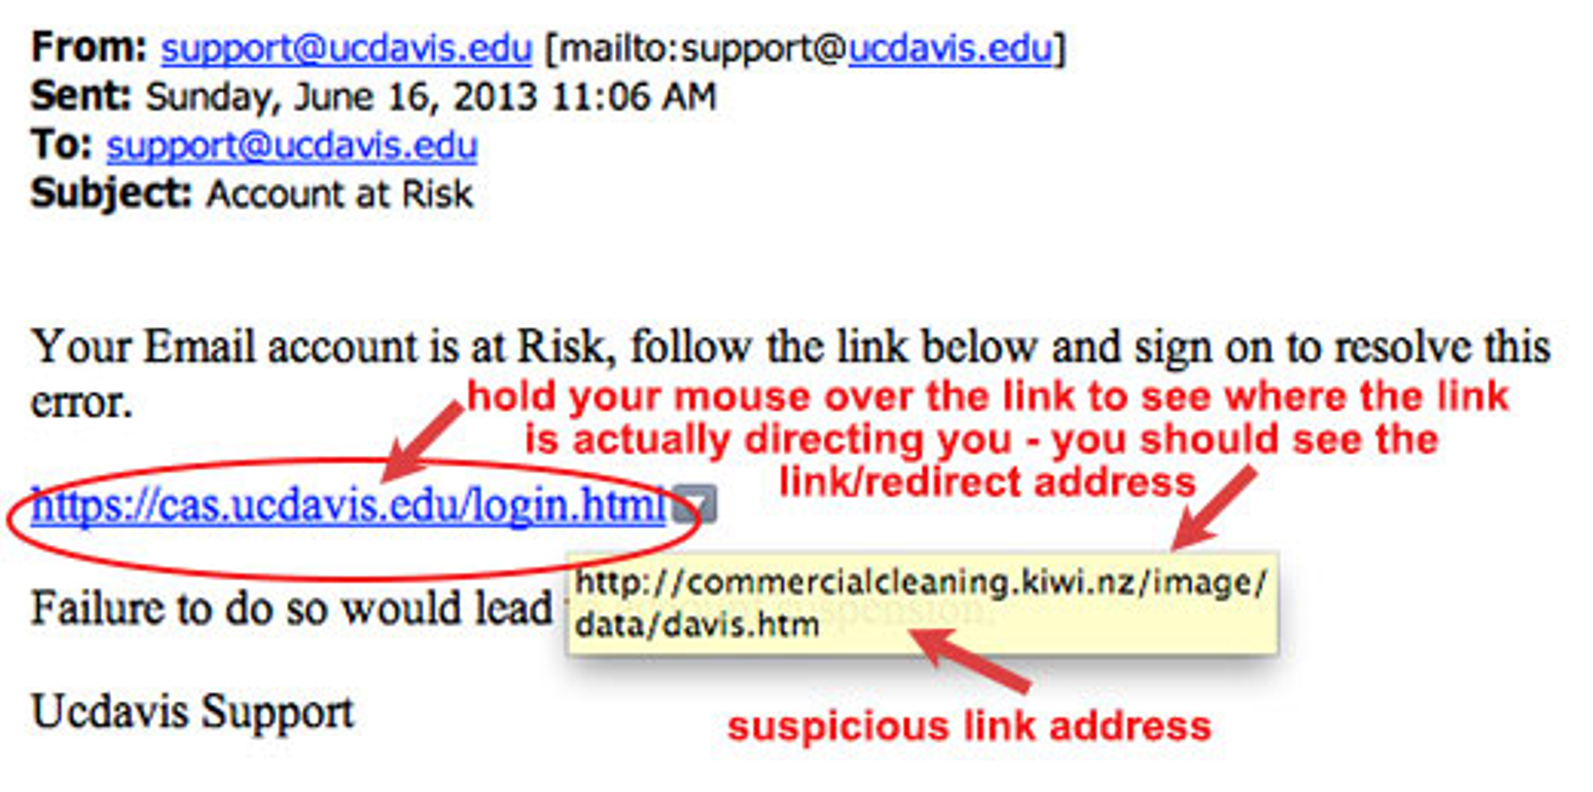 From: support@ucdavis.edu [mailto:support@ucdavis.edu]
Sent: Sunday, June 16, 2013 11:06 AM
To: support@ucdavis.edu
Subject: Account at Risk
Your Email account is at Risk, follow the link below and sign on to resolve this
error.
hold your mouse over the link to see where the link
is actually directing you - you should see the
link/redirect address
https://cas.ucdavis.edu/login.html
http://commercialcleaning.kiwi.nz/image/
data/davis.htm
Failure to do so would lead suspension.
Ucdavis Support
suspicious link address